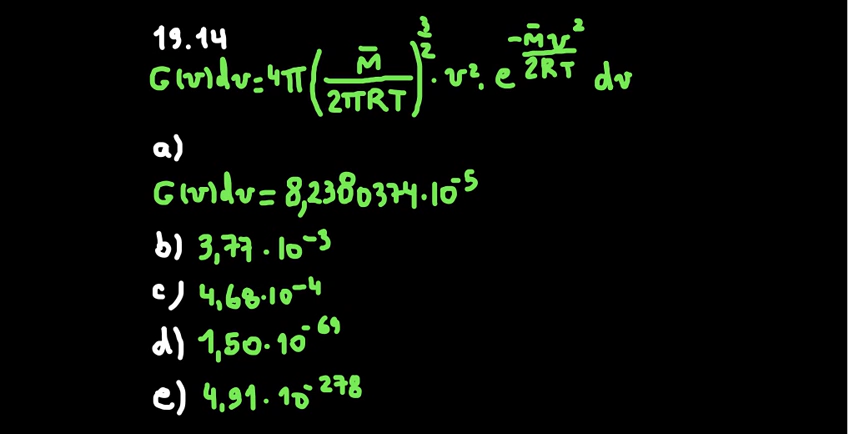 19.14
G(v)dv=4π(M̄/2πRT)^3/2 · v². e^-M̄v²/2RT dv
a)
G(v)dv = 8,2380374·10⁻⁵
b) 3,77 · 10⁻³
c) 4,68·10⁻⁴
d) 1,50·10⁻⁶⁹
e) 4,91 · 10⁻²⁷⁸